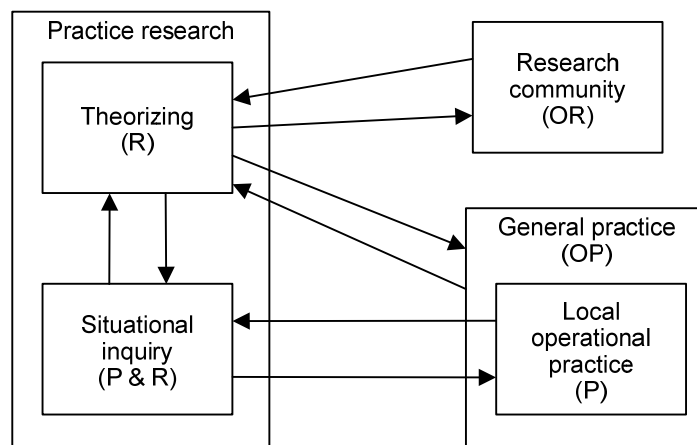 Practice research
Theorizing
(R)
Situational
inquiry
(P & R)
Research
community
(OR)
General practice
(OP)
Local
operational
practice
(P)